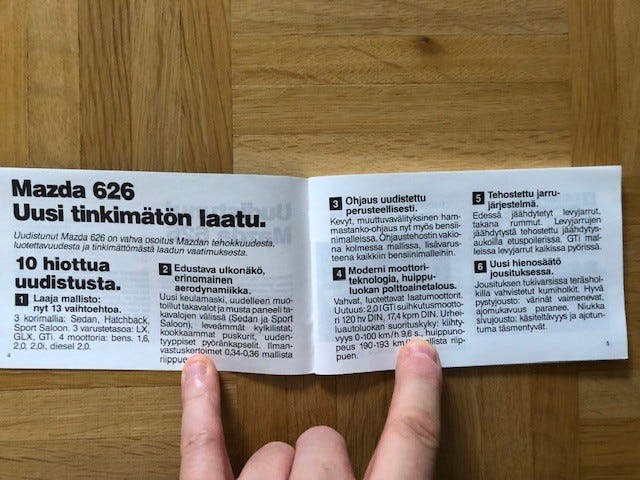 Mazda 626
Uusi tinkimätön laatu.
Uudistunut Mazda 626 on vahva osoitus Mazdan tehokkuudesta,
luotettavuudesta ja tinkimättömästä laadun vaatimuksesta.
10 hiottua
uudistusta.
1 Laaja mallisto:
nyt 13 vaihtoehtoa.
3 korimallia: Sedan, Hatchback,
Sport Saloon. 3 varustetasoa: LX,
GLX, GTi. 4 moottoria: bens. 1,6,
2,0, 2,0i, diesel 2,0.
4
2 Edustava ulkonäkö,
erinomainen
aerodynamiikka.
Uusi keulamaski, uudelleen muo-
toillut takavalot ja musta paneeli ta-
kavalojen välissä (Sedan ja Sport
Saloon), leveämmät kylkilistat,
kookkaammat puskurit, uuden-
tyyppiset pyöränkapselit. Ilman-
vastuskertoimet 0,34-0,36 mallista
riippuen
3 Ohjaus uudistettu
perusteellisesti.
Kevyt, muuttuvavälityksinen ham-
mastanko-ohjaus nyt myös bensii-
nimalleissa. Ohjaustehostin vakio-
na kolmessa mallissa, lisävarus-
teena kaikkiin bensiinimalleihin.
4 Moderni moottori-
teknologia, huippu-
luokan polttoainetalous.
Vahvat, luotettavat laatumoottorit.
Uutuus: 2,0i GTi suihkutusmootto-
ri 120 hv DIN, 17,4 kpm DIN. Urhei-
luautoluokan suorituskyky: kiihty-
vyys 0-100 km/h 9,6 s., huippuno-
peus 190-193 km/h mallista riip-
puen.
5 Tehostettu jarru-
järjestelmä.
Edessä jäähdytetyt levyjarrut,
takana rummut. Levyjarrujen
jäähdytystä tehostettu jäähdytys-
aukoilla etuspoilerissa. GTi mal-
leissa levyjarrut kaikissa pyörissä.
6 Uusi hienosäätö
jousituksessa.
Jousituksen tukivarsissa teräshol-
killa vahvistetut kumiholkit. Hyvä
pystyjousto: värinät vaimenevat,
ajomukavuus paranee. Niukka
sivujousto: käsiteltävyys ja ajotun-
tuma täsmentyvät.
5